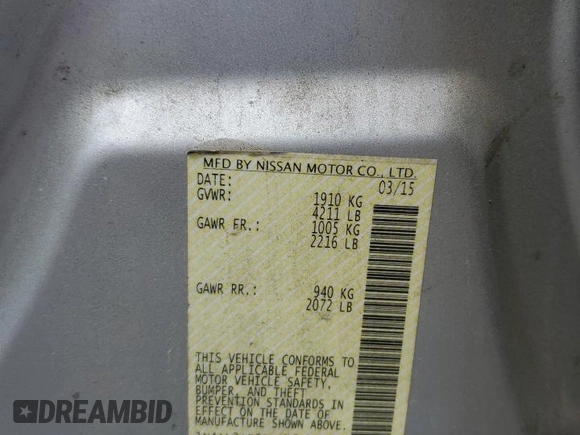 MFD BY NISSAN MOTOR CO., LTD.
DATE: 03/15
GVWR: 1910 KG
4211 LB
GAWR FR.: 1005 KG
2216 LB
GAWR RR.: 940 KG
2072 LB
THIS VEHICLE CONFORMS TO
ALL APPLICABLE FEDERAL
MOTOR VEHICLE SAFETY,
BUMPER, AND THEFT
PREVENTION STANDARDS IN
EFFECT ON THE DATE OF
MANUFACTURE SHOWN ABOVE.
DREAMBID